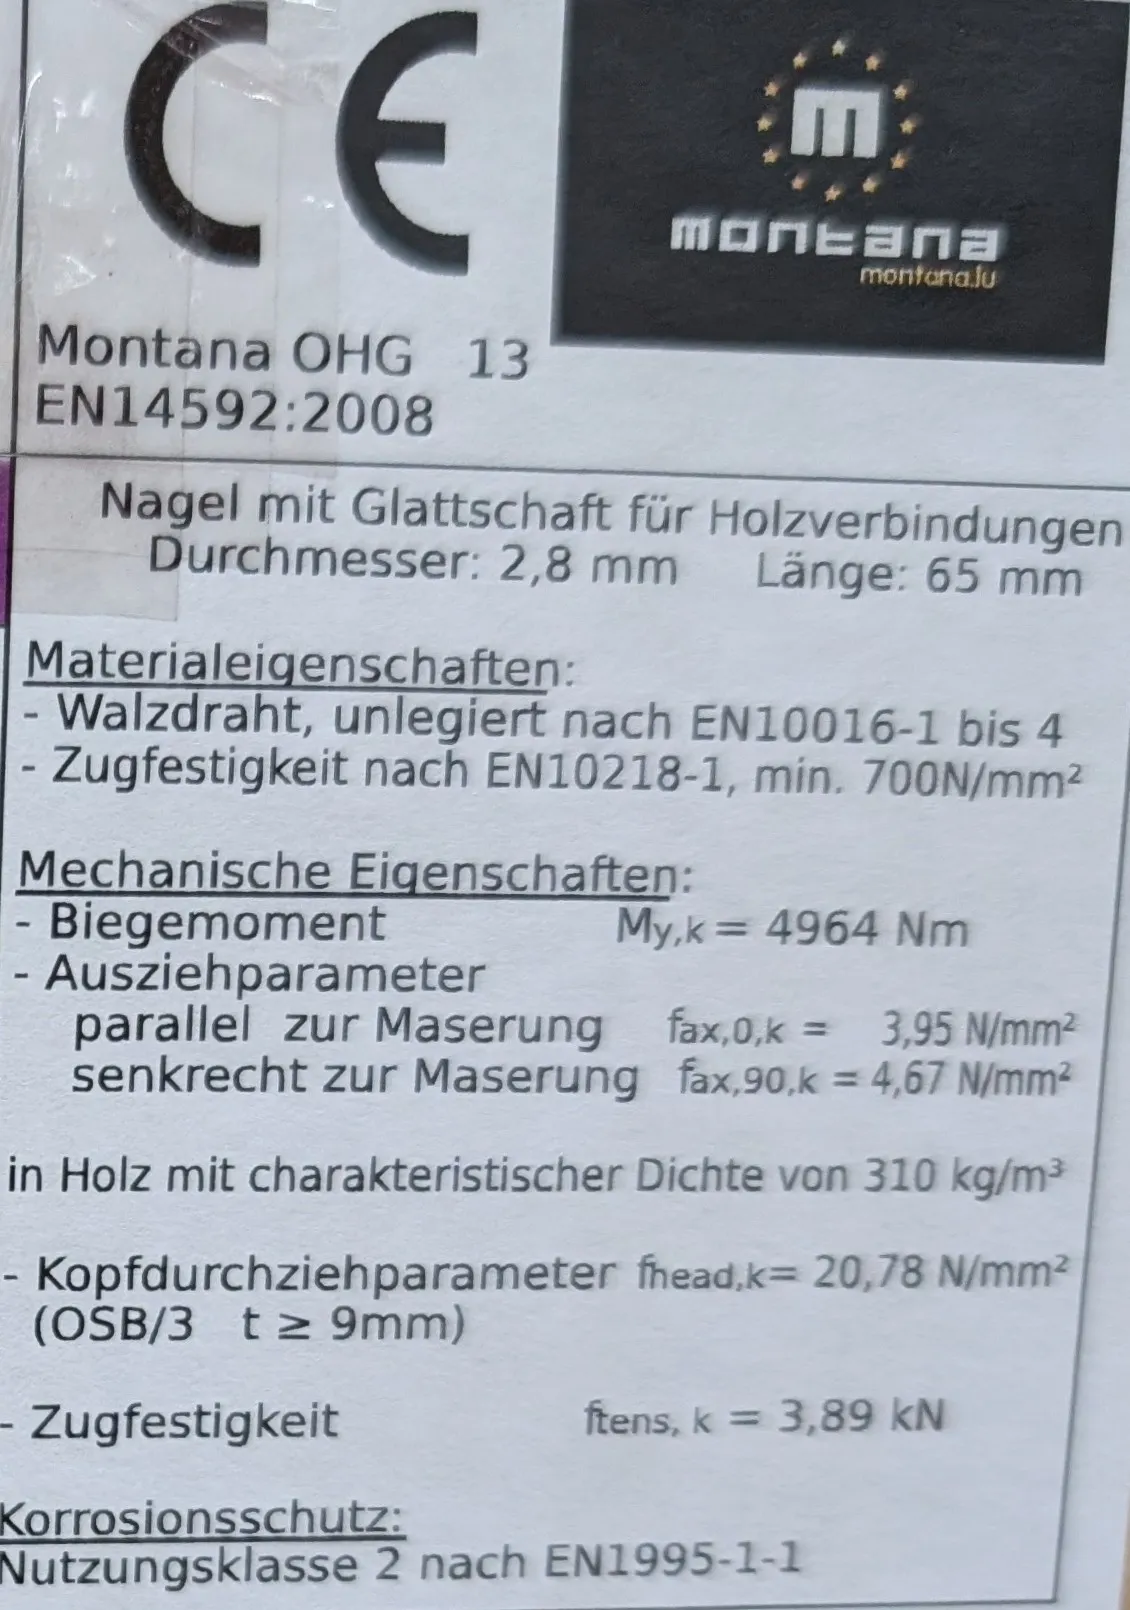 CE
m
montana
montana.lu
Montana OHG 13
EN14592:2008
Nagel mit Glattschaft für Holzverbindungen
Durchmesser: 2,8 mm Länge: 65 mm
Materialeigenschaften:
- Walzdraht, unlegiert nach EN10016-1 bis 4
- Zugfestigkeit nach EN10218-1, min. 700N/mm²
Mechanische Eigenschaften:
- Biegemoment My,k = 4964 Nm
- Ausziehparameter
parallel zur Maserung fax,0,k = 3,95 N/mm²
senkrecht zur Maserung fax,90,k = 4,67 N/mm²
in Holz mit charakteristischer Dichte von 310 kg/m³
- Kopfdurchziehparameter fhead,k= 20,78 N/mm²
(OSB/3 t ≥ 9mm)
- Zugfestigkeit ftens, k = 3,89 kN
Korrosionsschutz:
Nutzungsklasse 2 nach EN1995-1-1